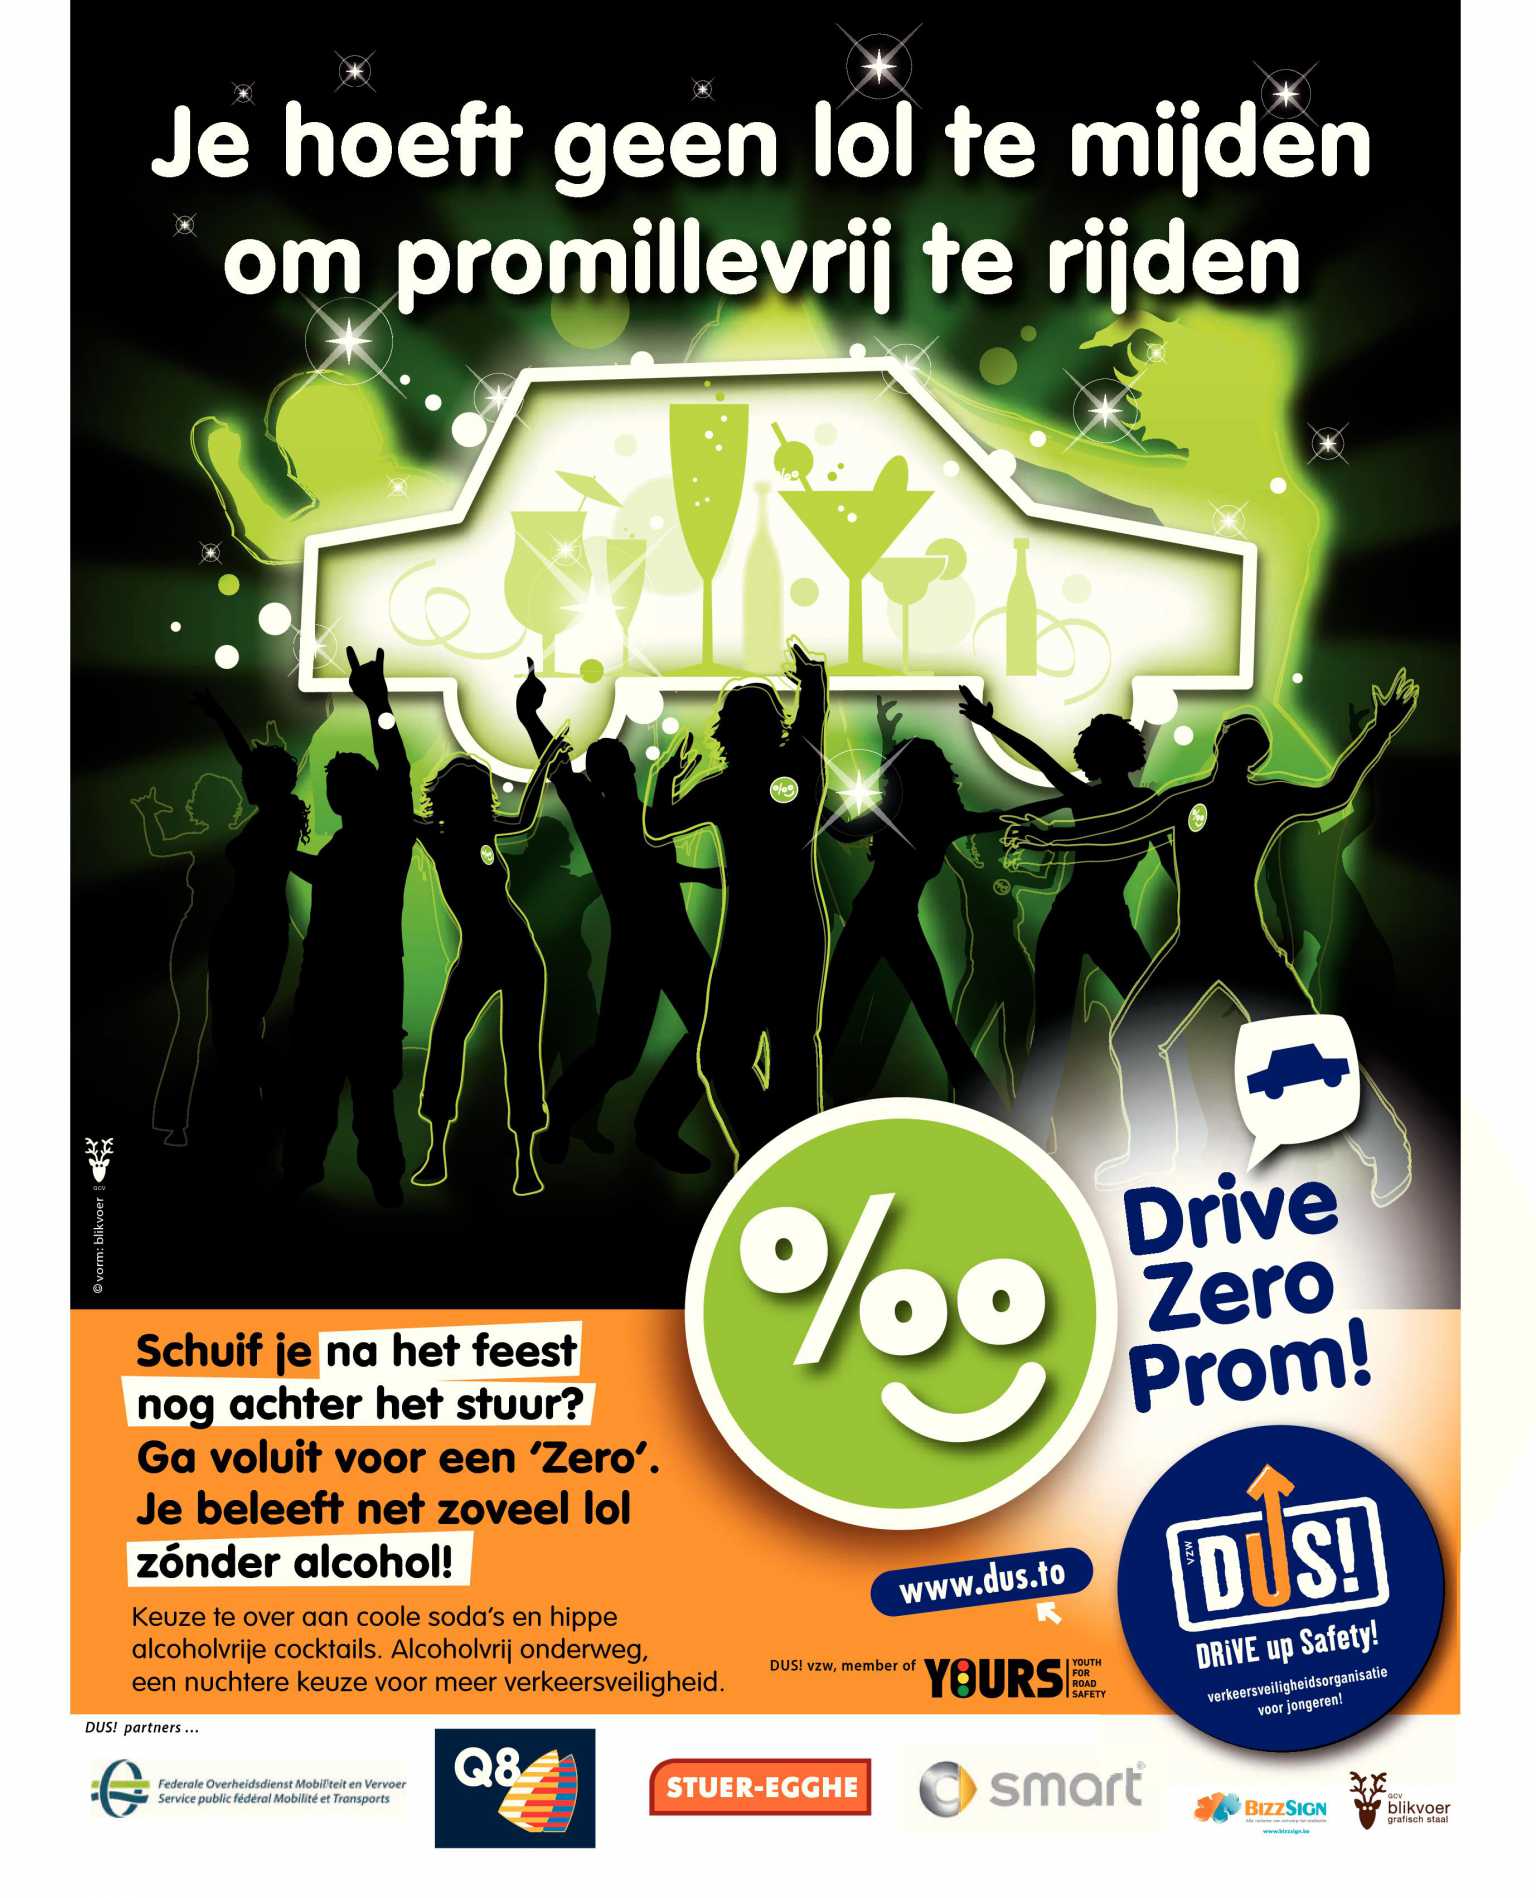 Je hoeft geen lol te mijden
om promillevrij te rijden
‰
Drive
Zero
Prom!
© vorm: blikvoer
gcv
Schuif je na het feest
nog achter het stuur?
Ga voluit voor een ‘Zero’.
Je beleeft net zoveel lol
zónder alcohol!
Keuze te over aan coole soda's en hippe
alcoholvrije cocktails. Alcoholvrij onderweg,
een nuchtere keuze voor meer verkeersveiligheid.
www.dus.to
DUS! vzw, member of YOURS
YOUTH
FOR
ROAD
SAFETY
vzw
DUS!
DRiVE up Safety!
verkeersveiligheidsorganisatie
voor jongeren!
DUS! partners ...
Federale Overheidsdienst Mobiliteit en Vervoer
Service public fédéral Mobilité et Transports
Q8
STUER-EGGHE
smart
BIZZSIGN
www.bizzsign.be
gcv
blikvoer
grafisch staal